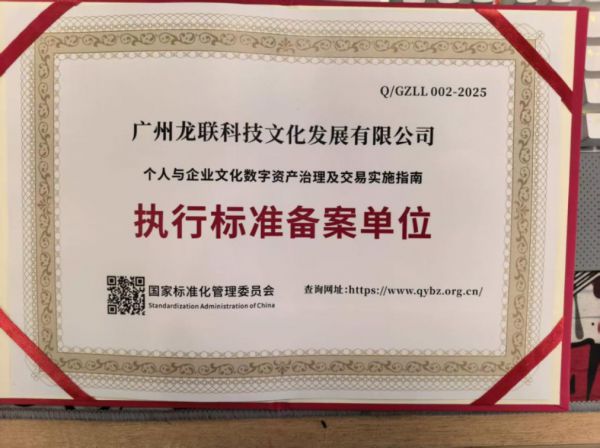 Q/GZLL 002-2025
广州龙联科技文化发展有限公司
个人与企业文化数字资产治理及交易实施指南
执行标准备案单位
国家标准化管理委员会
Standardization Administration of China
查询网址:https://www.qybz.org.cn/